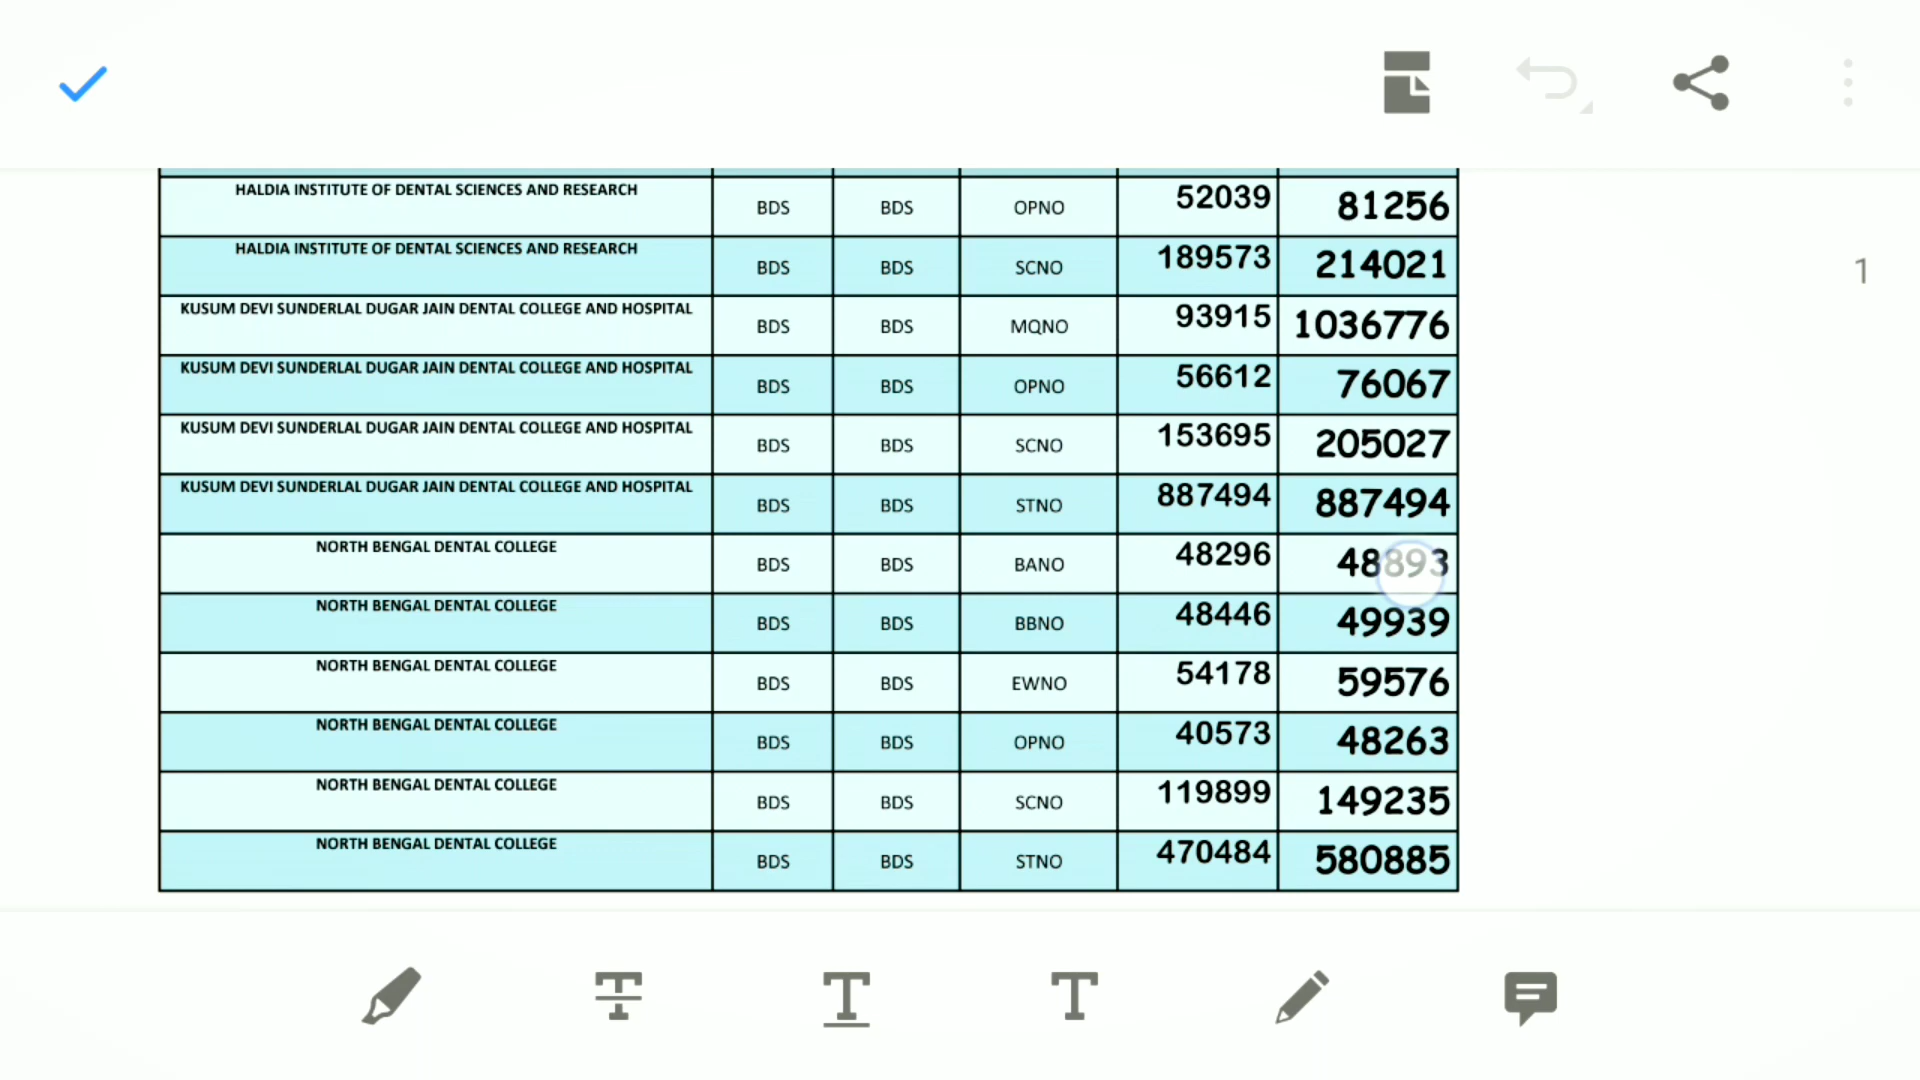 HALDIA INSTITUTE OF DENTAL SCIENCES AND RESEARCH BDS BDS OPNO 52039 81256
1
HALDIA INSTITUTE OF DENTAL SCIENCES AND RESEARCH BDS BDS SCNO 189573 214021
KUSUM DEVI SUNDERLAL DUGAR JAIN DENTAL COLLEGE AND HOSPITAL BDS BDS MQNO 93915 1036776
KUSUM DEVI SUNDERLAL DUGAR JAIN DENTAL COLLEGE AND HOSPITAL BDS BDS OPNO 56612 76067
KUSUM DEVI SUNDERLAL DUGAR JAIN DENTAL COLLEGE AND HOSPITAL BDS BDS SCNO 153695 205027
KUSUM DEVI SUNDERLAL DUGAR JAIN DENTAL COLLEGE AND HOSPITAL BDS BDS STNO 887494 887494
NORTH BENGAL DENTAL COLLEGE BDS BDS BANO 48296 48893
NORTH BENGAL DENTAL COLLEGE BDS BDS BBNO 48446 49939
NORTH BENGAL DENTAL COLLEGE BDS BDS EWNO 54178 59576
NORTH BENGAL DENTAL COLLEGE BDS BDS OPNO 40573 48263
NORTH BENGAL DENTAL COLLEGE BDS BDS SCNO 119899 149235
NORTH BENGAL DENTAL COLLEGE BDS BDS STNO 470484 580885